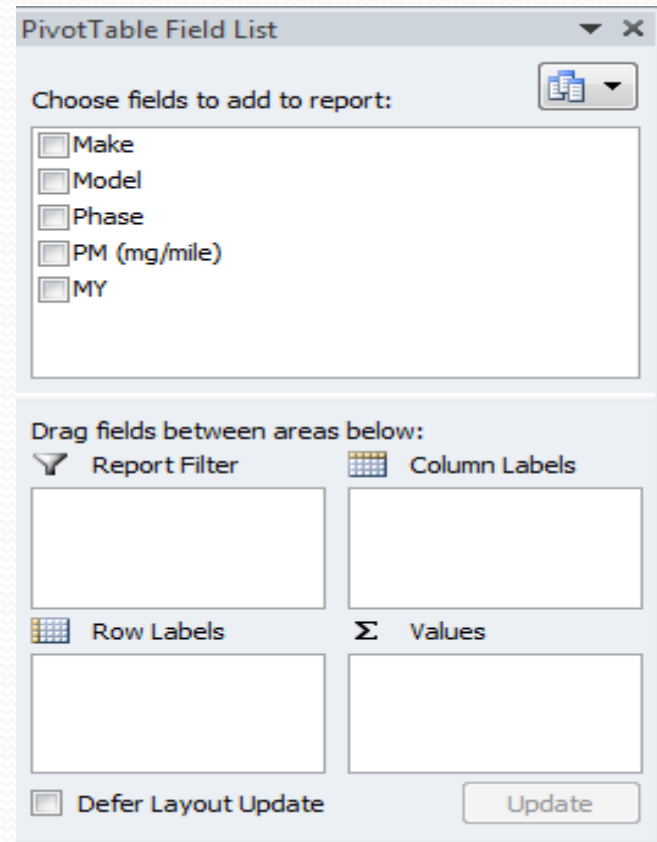 PivotTable Field List
Choose fields to add to report:
Make
Model
Phase
PM (mg/mile)
MY
Drag fields between areas below:
Report Filter
Column Labels
Row Labels
Σ Values
Defer Layout Update
Update